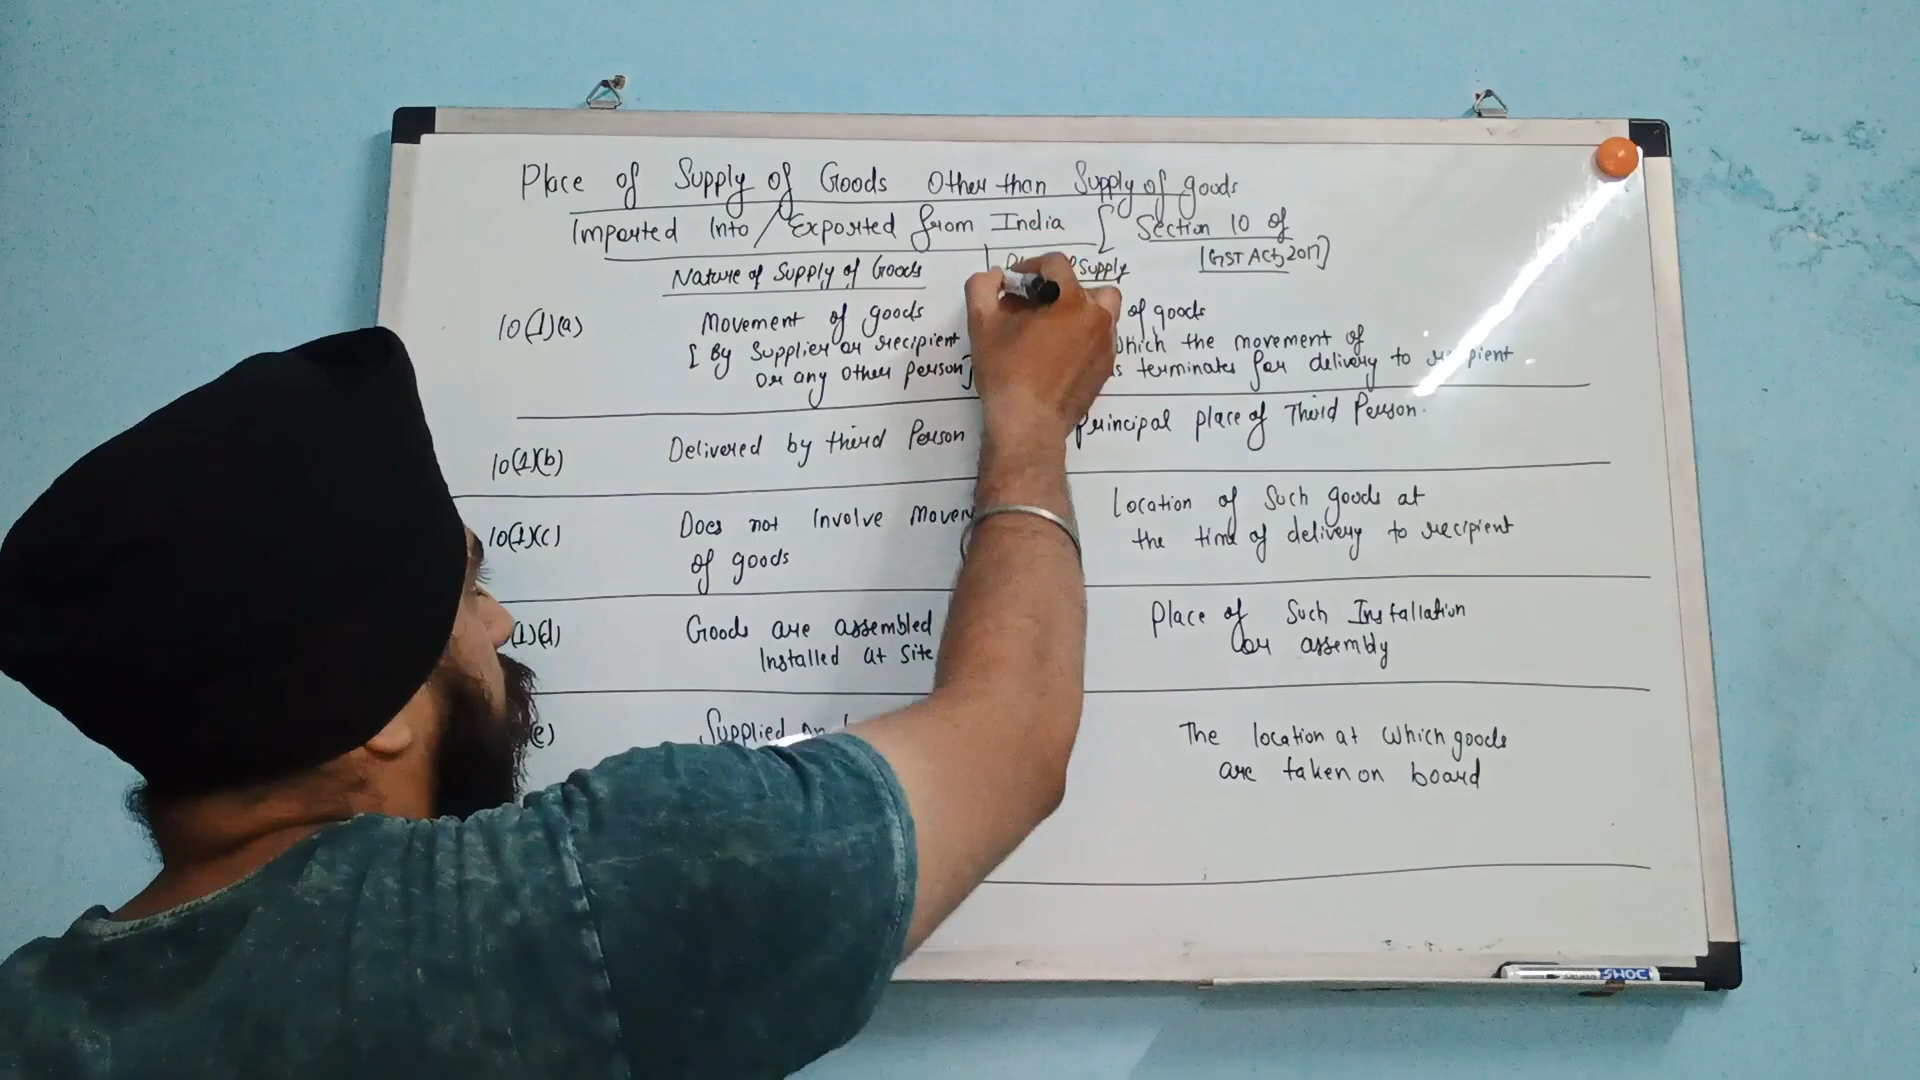 Place of Supply of Goods Other than Supply of goods
Imported Into / Exported from India [ Section 10 of
IGST Act, 2017]
Nature of Supply of Goods
Supply
10(1)(a)
Movement of goods
[ By Supplier or recipient
or any other person]
of goods
which the movement of
terminates for delivery to recipient
10(1)(b)
Delivered by third Person
Principal place of Third Person.
10(1)(c)
Does not Involve
of goods
Location of Such goods at
the time of delivery to recipient
(1)(d)
Goods are assembled
Installed at Site
Place of Such Installation
or assembly
(e)
Supplied on
The location at which goods
are taken on board